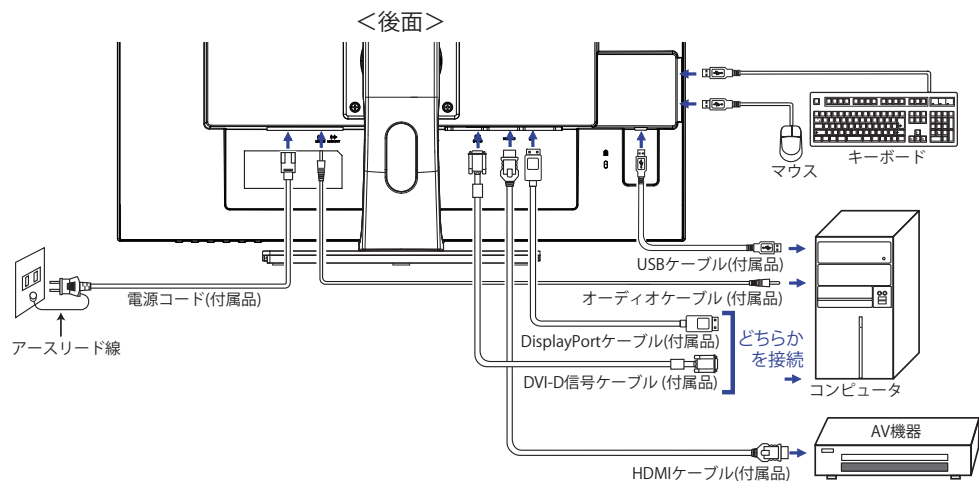 ＜後面＞
マウス
キーボード
USBケーブル(付属品)
電源コード(付属品)
オーディオケーブル (付属品)
アースリード線
DisplayPortケーブル(付属品)
どちらか
を接続
DVI-D信号ケーブル (付属品)
コンピュータ
AV機器
HDMIケーブル(付属品)